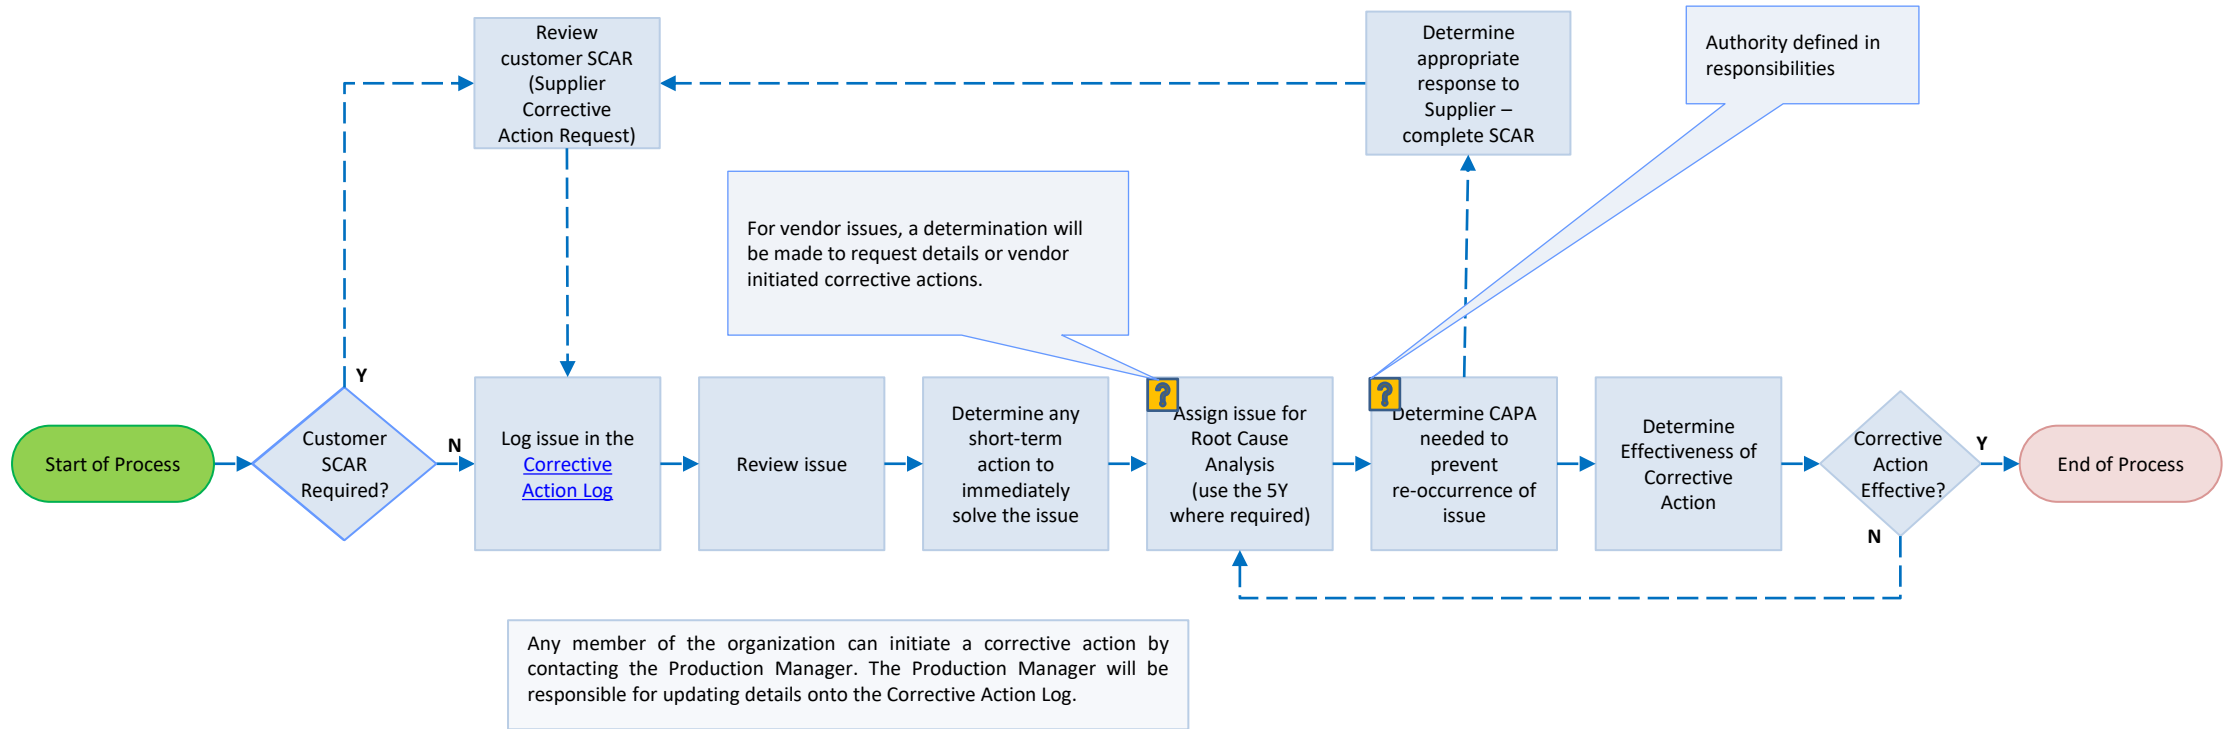 Review
customer SCAR
(Supplier
Corrective
Action Request)
Determine
appropriate
response to
Supplier –
complete SCAR
Authority defined in
responsibilities
For vendor issues, a determination will
be made to request details or vendor
initiated corrective actions.
Start of Process
Customer
SCAR
Required?
Y
N
Log issue in the
Corrective
Action Log
Review issue
Determine any
short-term
action to
immediately
solve the issue
?
Assign issue for
Root Cause
Analysis
(use the 5Y
where required)
?
Determine CAPA
needed to
prevent
re-occurrence of
issue
Determine
Effectiveness of
Corrective
Action
Corrective
Action
Effective?
Y
N
End of Process
Any member of the organization can initiate a corrective action by
contacting the Production Manager. The Production Manager will be
responsible for updating details onto the Corrective Action Log.